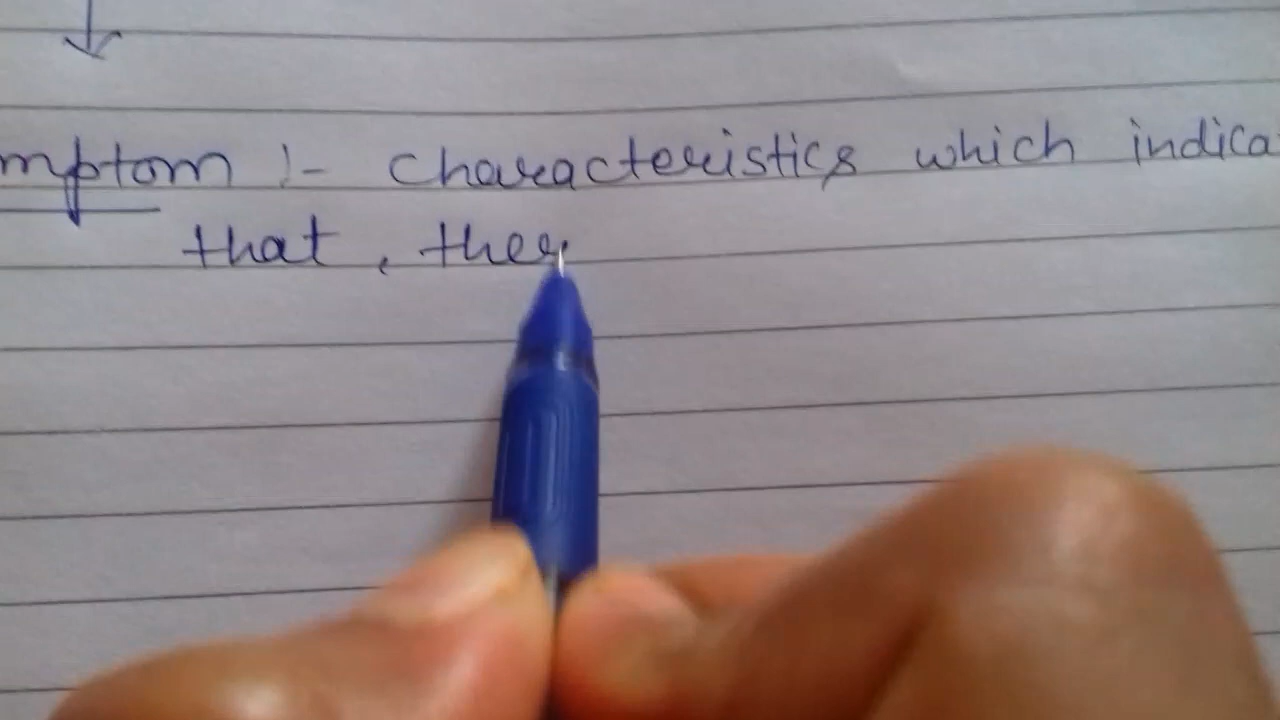 mptom :- characteristics which indica
that, ther